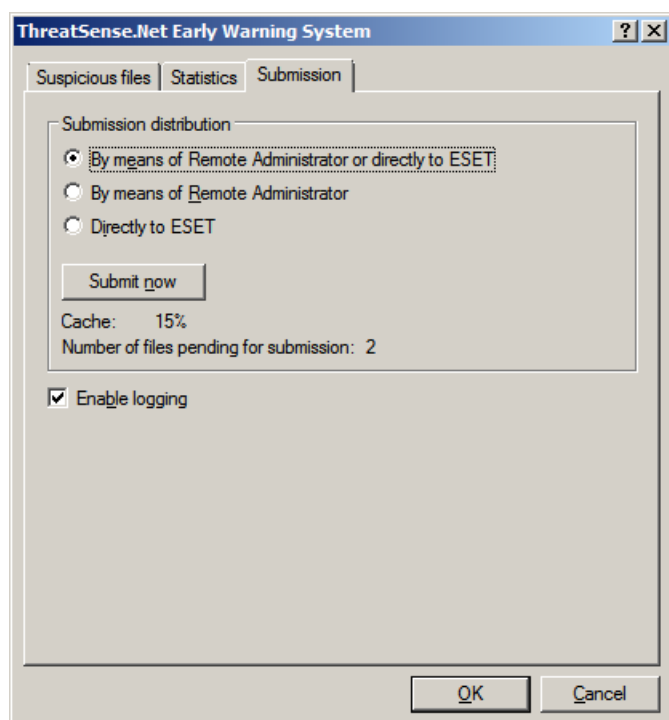 ThreatSense.Net Early Warning System
Suspicious files Statistics Submission
Submission distribution
By means of Remote Administrator or directly to ESET
By means of Remote Administrator
Directly to ESET
Submit now
Cache: 15%
Number of files pending for submission: 2
Enable logging
OK Cancel